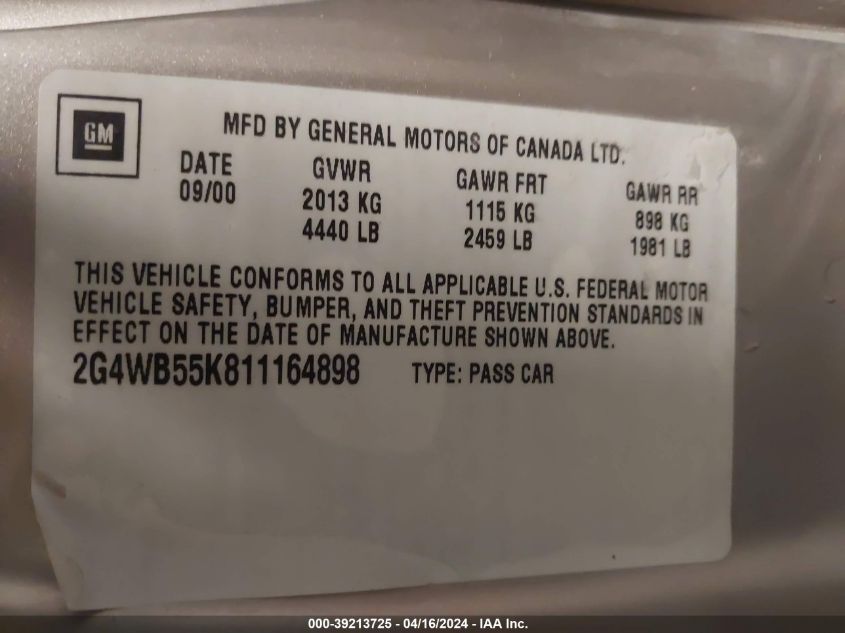 GM
MFD BY GENERAL MOTORS OF CANADA LTD.
DATE GVWR GAWR FRT GAWR RR
09/00 2013 KG 1115 KG 898 KG
4440 LB 2459 LB 1981 LB
THIS VEHICLE CONFORMS TO ALL APPLICABLE U.S. FEDERAL MOTOR
VEHICLE SAFETY, BUMPER, AND THEFT PREVENTION STANDARDS IN
EFFECT ON THE DATE OF MANUFACTURE SHOWN ABOVE.
2G4WB55K811164898 TYPE: PASS CAR
000-39213725 - 04/16/2024 - IAA Inc.